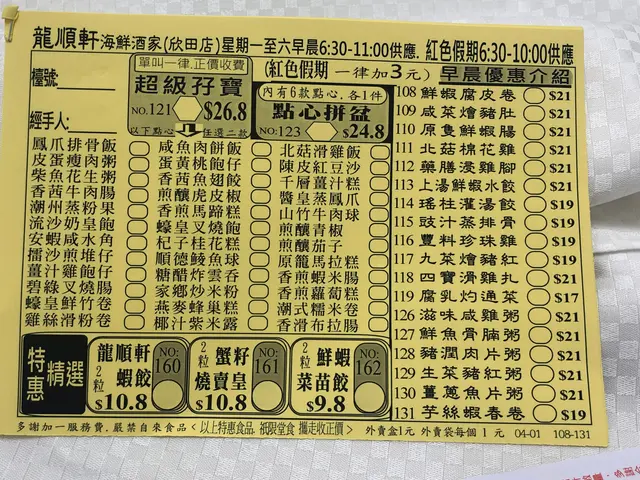 龍順軒海鮮酒家(欣田店)星期一至六早晨6:30-11:00供應. 紅色假期6:30-10:00供應
檯號:
經手人:
單叫一律,正價收費
超級孖寶
NO.121 $26.8
以下點心 任選二款
(紅色假期 一律加3元)
內有6款點心,各1件
點心拼盆
NO.123 $24.8
早晨優惠介紹
鳳爪排骨飯
皮蛋瘦肉粥
柴魚花生粥
香茜牛肉腸
潮州蒸粉果
流沙奶皇飽
安蝦咸水角
擂沙煎堆仔
薑汁雞飽仔
碧綠叉燒腸
蠔皇鮮竹卷
雞絲滑粉卷
咸魚肉餅飯
蛋黃桃飽仔
香茜魚翅餃
煎釀虎皮椒
香煎馬蹄糕
蠔皇叉燒飽
杞子桂花糕
順德鯪魚球
糖醋炸雲吞
家鄉炒米粉
燕麥蜂巢糕
椰汁紫米露
北菇滑雞飯
陳皮紅豆沙
千層薑汁糕
醬皇蒸鳳爪
山竹牛肉球
煎釀青椒
煎釀茄子
原籠馬拉糕
香煎蝦米腸
香煎蘿蔔糕
潮式糯米卷
香滑布拉腸
108 鮮蝦腐皮卷 $21
109 咸菜燴豬肚 $21
110 原隻鮮蝦腸 $21
111 北菇棉花雞 $21
112 藥膳浸雞腳 $21
113 上湯鮮蝦水餃 $21
114 瑤柱灌湯餃 $19
115 豉汁蒸排骨 $19
116 豐料珍珠雞 $19
117 九菜燴豬紅 $19
118 四寶滑雞扎 $21
119 腐乳灼通菜 $17
126 滋味咸雞粥 $21
127 鮮魚骨腩粥 $21
128 豬潤肉片粥 $21
129 生菜豬紅粥 $21
130 薑蔥魚片粥 $21
131 芋絲蝦春卷 $19
特惠精選
龍順軒
2粒 蝦餃
$10.8
NO: 160
2粒 蟹籽
燒賣皇
$10.8
NO: 161
2粒 鮮蝦
菜苗餃
$9.8
NO: 162
多謝加一服務費.嚴禁自來食品<以上特惠食品.祇限堂食 攜走收正價> 外賣盒1元 外賣袋每個1元 04-01 108-131